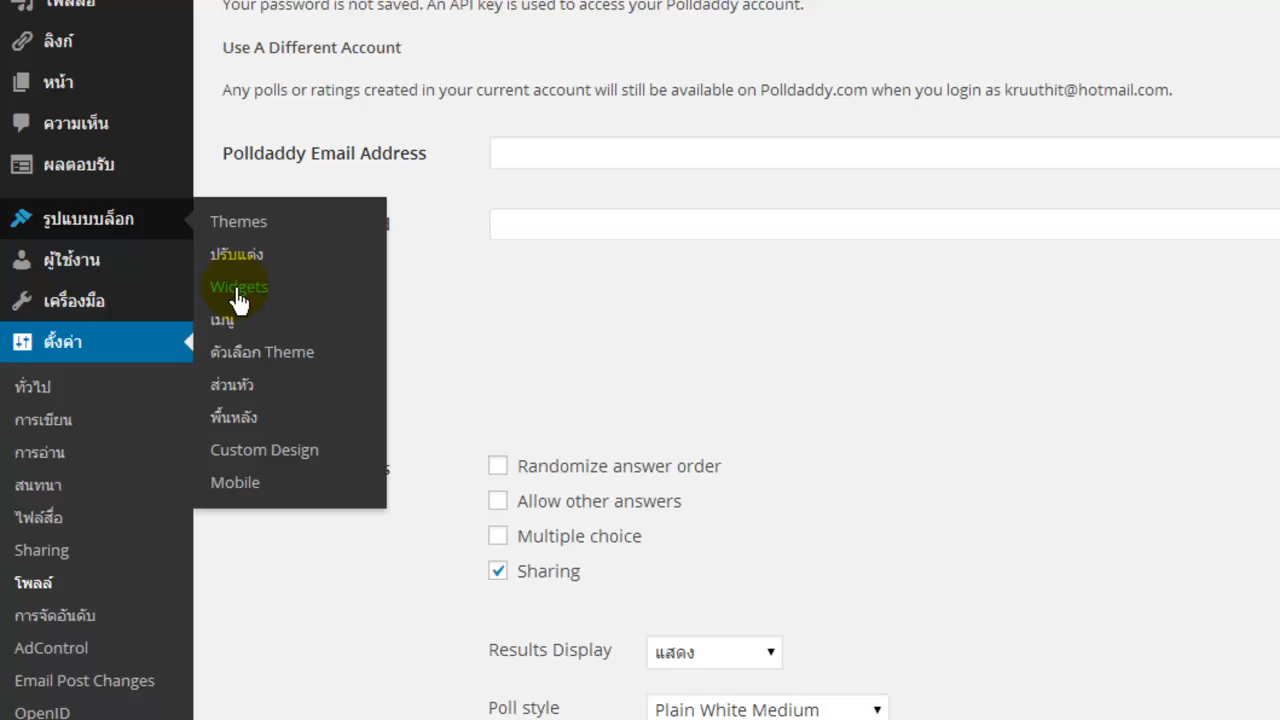 ไฟล์สื่อ
ลิงก์
หน้า
ความเห็น
ผลตอบรับ
รูปแบบบล็อก
ผู้ใช้งาน
เครื่องมือ
ตั้งค่า
ทั่วไป
การเขียน
การอ่าน
สนทนา
ไฟล์สื่อ
Sharing
โพลล์
การจัดอันดับ
AdControl
Email Post Changes
OpenID
Themes
ปรับแต่ง
Widgets
เมนู
ตัวเลือก Theme
ส่วนหัว
พื้นหลัง
Custom Design
Mobile
Your password is not saved. An API key is used to access your Polldaddy account.
Use A Different Account
Any polls or ratings created in your current account will still be available on Polldaddy.com when you login as kruuthit@hotmail.com.
Polldaddy Email Address
Randomize answer order
Allow other answers
Multiple choice
Sharing
Results Display แสดง
Poll style Plain White Medium